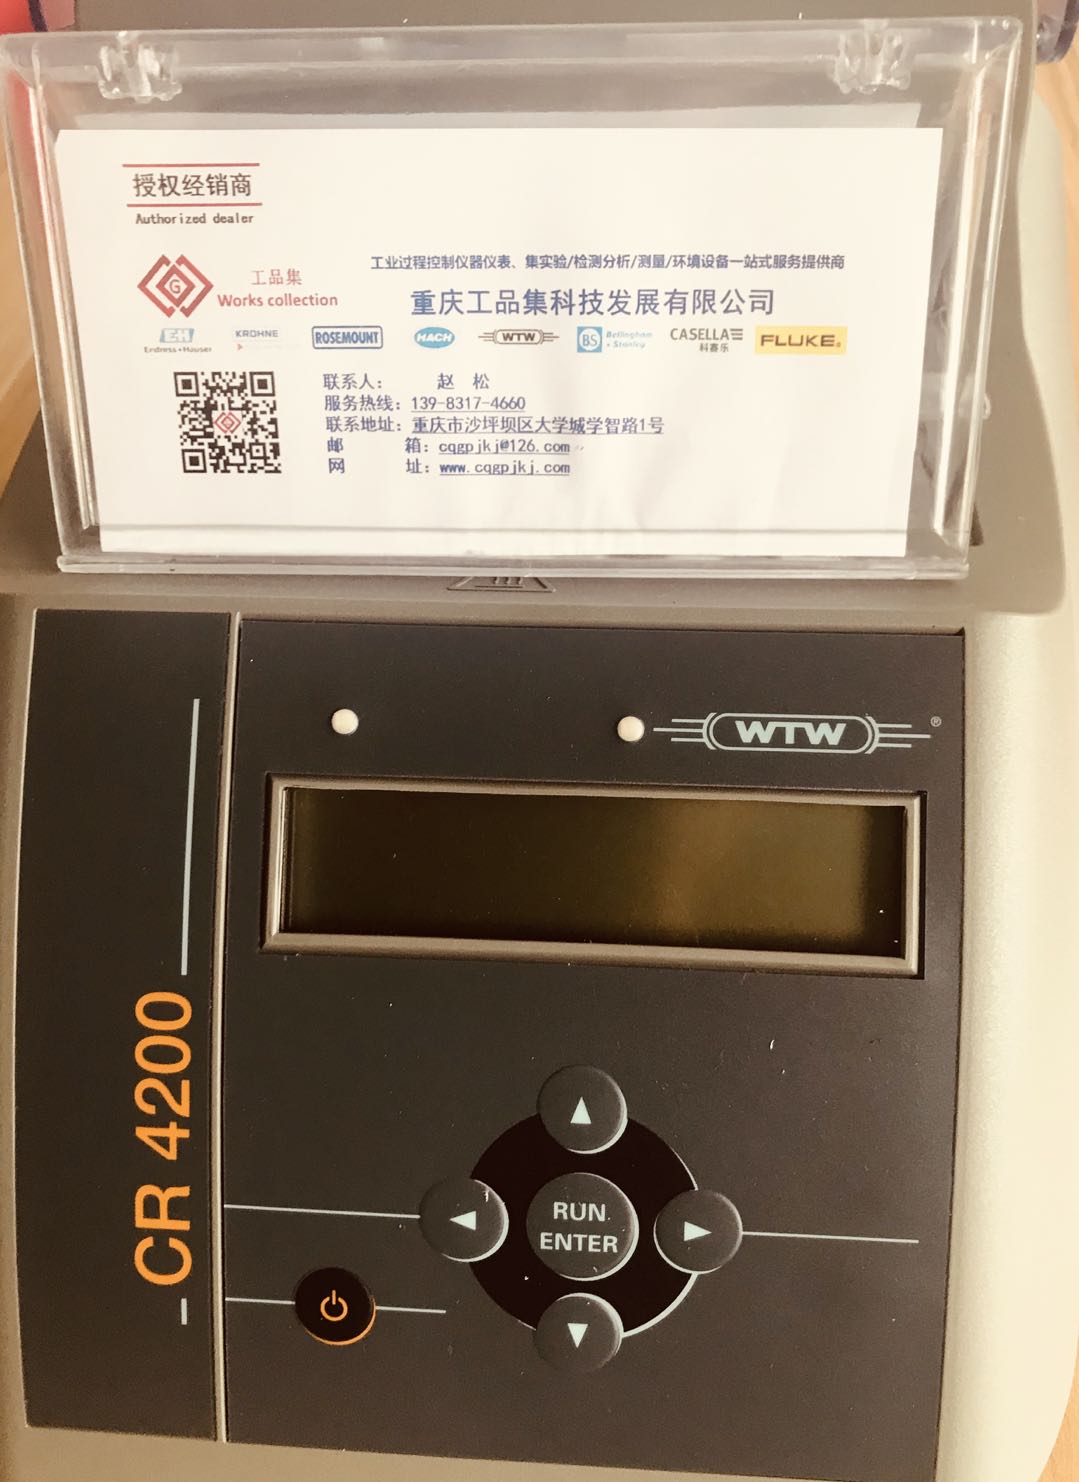 授权经销商
Authorized dealer
工品集
Works collection
工业过程控制仪器仪表、集实验/检测分析/测量/环境设备一站式服务提供商
重庆工品集科技发展有限公司
E+H
Endress+Hauser
KROHNE
ROSEMOUNT
HACH
WTW
BS
Bellingham
+ Stanley
CASELLA
科赛乐
FLUKE®
G
联系人: 赵 松
服务热线: 139-8317-4660
联系地址: 重庆市沙坪坝区大学城学智路1号
邮 箱: cqgpjkj@126.com
网 址: www.cqgpjkj.com
WTW ®
CR 4200
RUN
ENTER